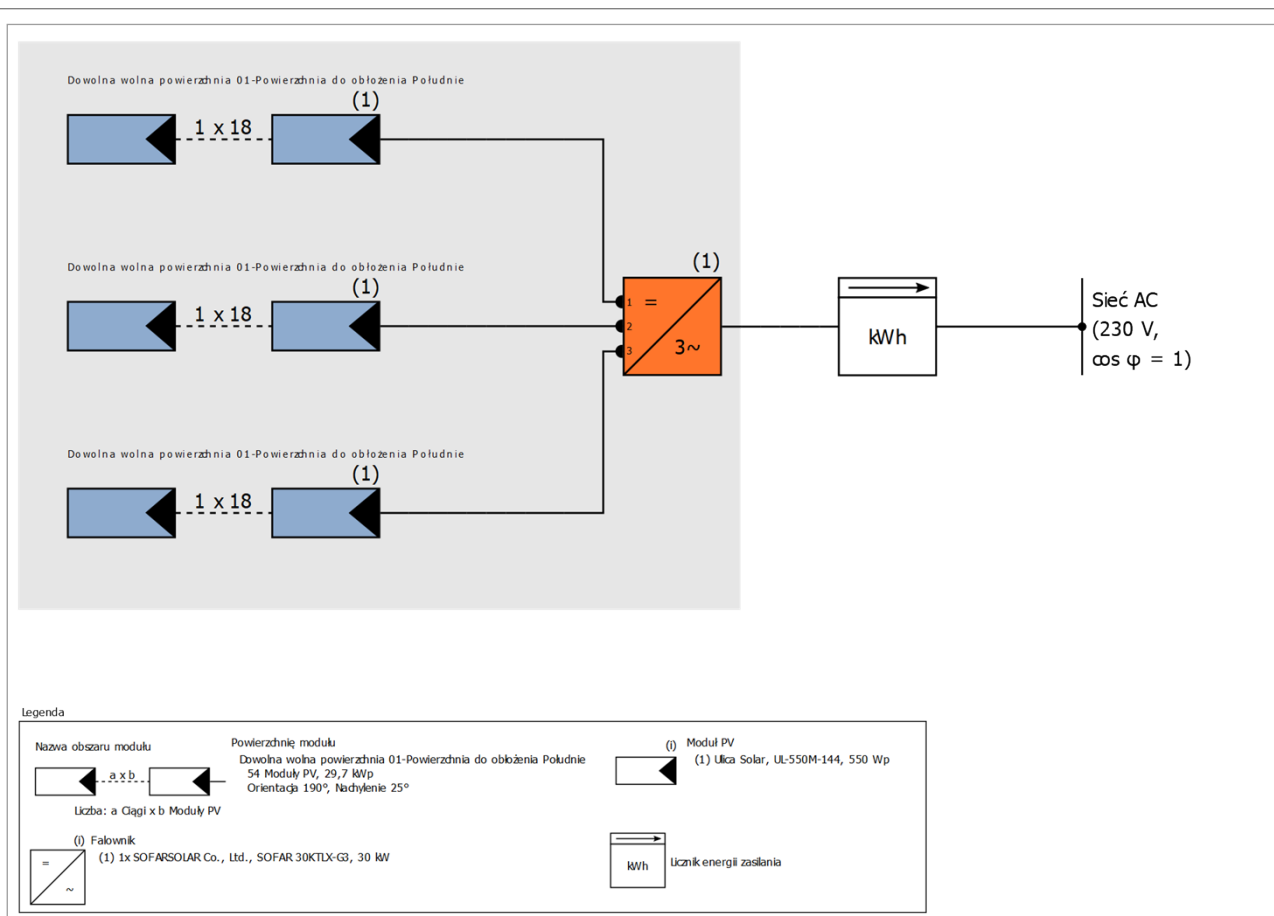 Dowolna wolna powierzchnia 01-Powierzchnia do obłożenia Południe
(1)
1 x 18
Dowolna wolna powierzchnia 01-Powierzchnia do obłożenia Południe
(1)
1 x 18
(1)
1 =
2
3
3~
kWh
Sieć AC
(230 V,
cos φ = 1)
Dowolna wolna powierzchnia 01-Powierzchnia do obłożenia Południe
(1)
1 x 18
Legenda
Nazwa obszaru modułu
a x b
Liczba: a Ciągi x b Moduły PV
Powierzchnię modułu
Dowolna wolna powierzchnia 01-Powierzchnia do obłożenia Południe
54 Moduły PV, 29,7 kWp
Orientacja 190°, Nachylenie 25°
(i) Moduł PV
(1) Ulica Solar, UL-550M-144, 550 Wp
(i) Falownik
= ~
(1) 1x SOFARSOLAR Co., Ltd., SOFAR 30KTLX-G3, 30 kW
kWh
Licznik energii zasilania